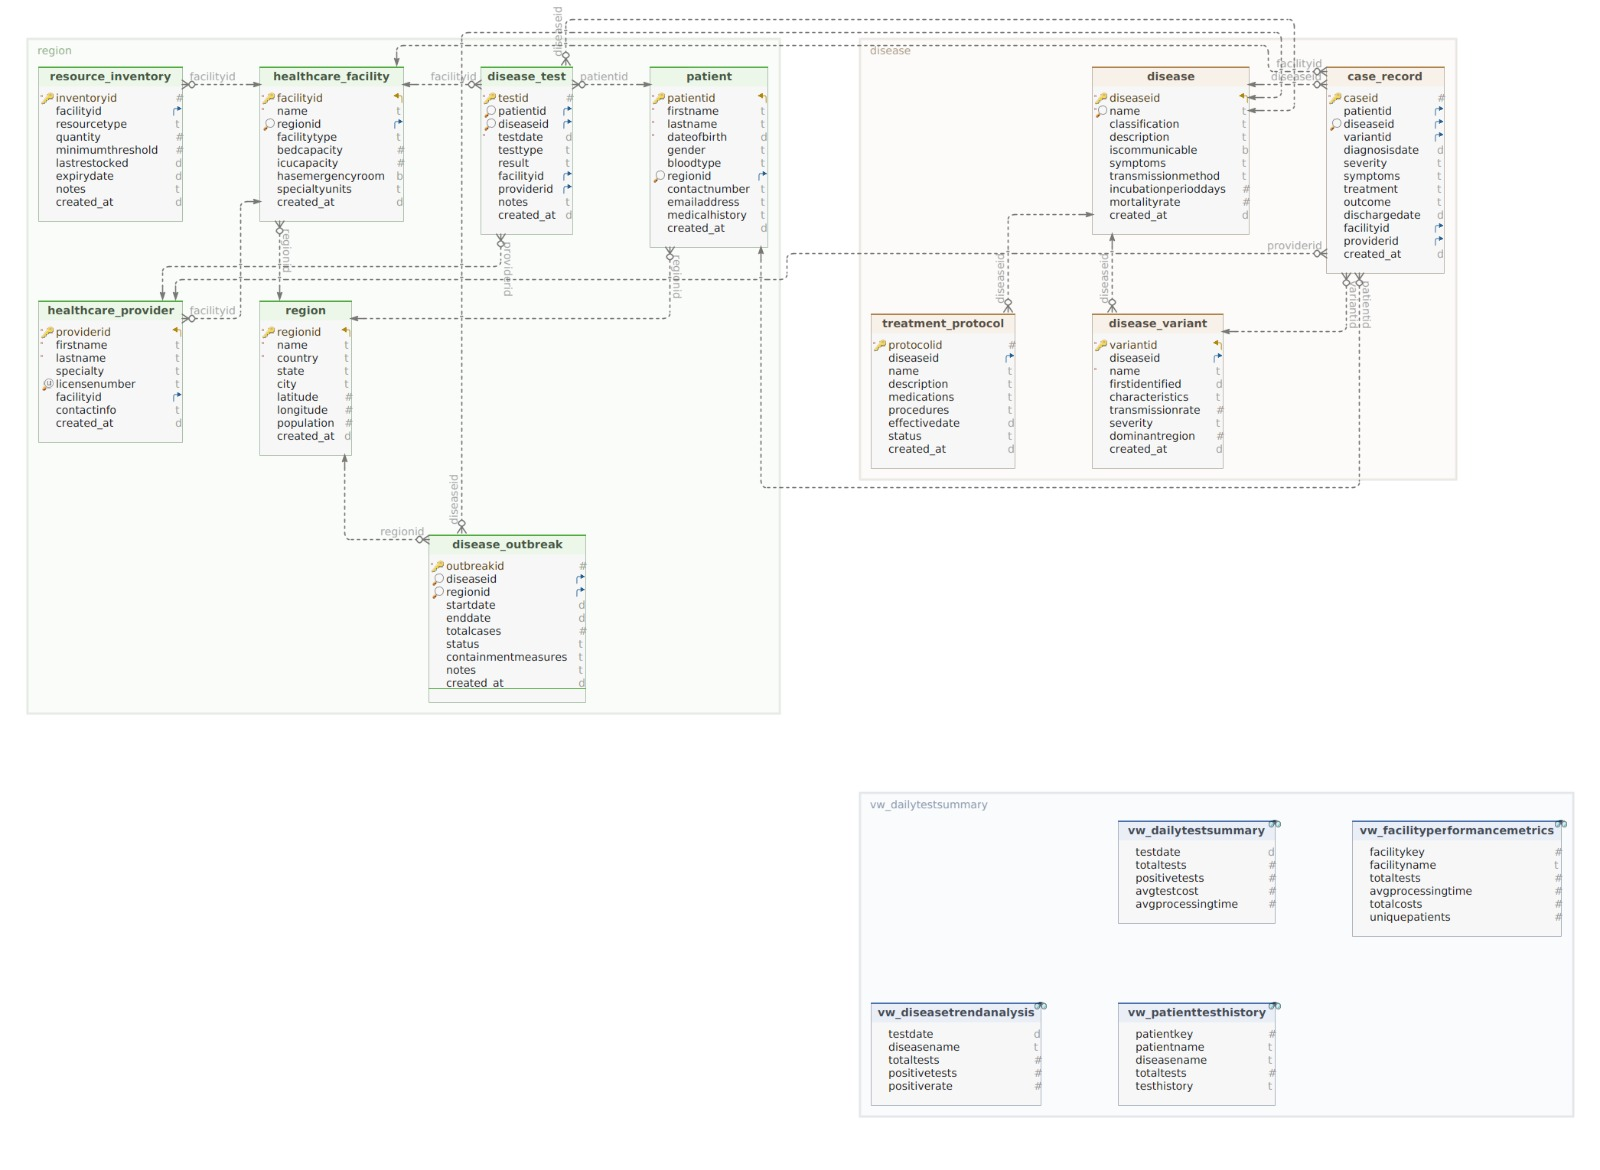 diseaseid
region
disease
resource_inventory
inventoryid #
facilityid
resourcetype t
quantity #
minimumthreshold #
lastrestocked d
expirydate d
notes t
created_at d
facilityid
healthcare_facility
facilityid
name t
regionid
facilitytype t
bedcapacity #
icucapacity #
hasemergencyroom b
specialtyunits t
created_at d
facilityid
disease_test
testid #
patientid
diseaseid
testdate d
testtype t
result t
facilityid
providerid
notes t
created_at d
patientid
patient
patientid
firstname t
lastname t
dateofbirth d
gender t
bloodtype t
regionid
contactnumber t
emailaddress t
medicalhistory t
created_at d
disease
diseaseid
name t
classification t
description t
iscommunicable b
symptoms t
transmissionmethod t
incubationperioddays #
mortalityrate #
created_at d
facilityid
diseaseid
case_record
caseid #
patientid
diseaseid
variantid
diagnosisdate d
severity t
symptoms t
treatment t
outcome t
dischargedate d
facilityid
providerid
created_at d
regionid
providerid
regionid
providerid
diseaseid
diseaseid
variantid
patientid
healthcare_provider
providerid
firstname t
lastname t
specialty t
licensenumber t
facilityid
contactinfo t
created_at d
facilityid
region
regionid
name t
country t
state t
city t
latitude #
longitude #
population #
created_at d
treatment_protocol
protocolid #
diseaseid
name t
description t
medications t
procedures t
effectivedate d
status t
created_at d
disease_variant
variantid
diseaseid
name t
firstidentified d
characteristics t
transmissionrate #
severity t
dominantregion #
created_at d
diseaseid
regionid
disease_outbreak
outbreakid #
diseaseid
regionid
startdate d
enddate d
totalcases #
status t
containmentmeasures t
notes t
created_at d
vw_dailytestsummary
vw_dailytestsummary
testdate d
totaltests #
positivetests #
avgtestcost #
avgprocessingtime #
vw_facilityperformancemetrics
facilitykey #
facilityname t
totaltests #
avgprocessingtime #
totalcosts #
uniquepatients #
vw_diseasetrendanalysis
testdate d
diseasename t
totaltests #
positivetests #
positiverate #
vw_patienttesthistory
patientkey #
patientname t
diseasename t
totaltests #
testhistory t